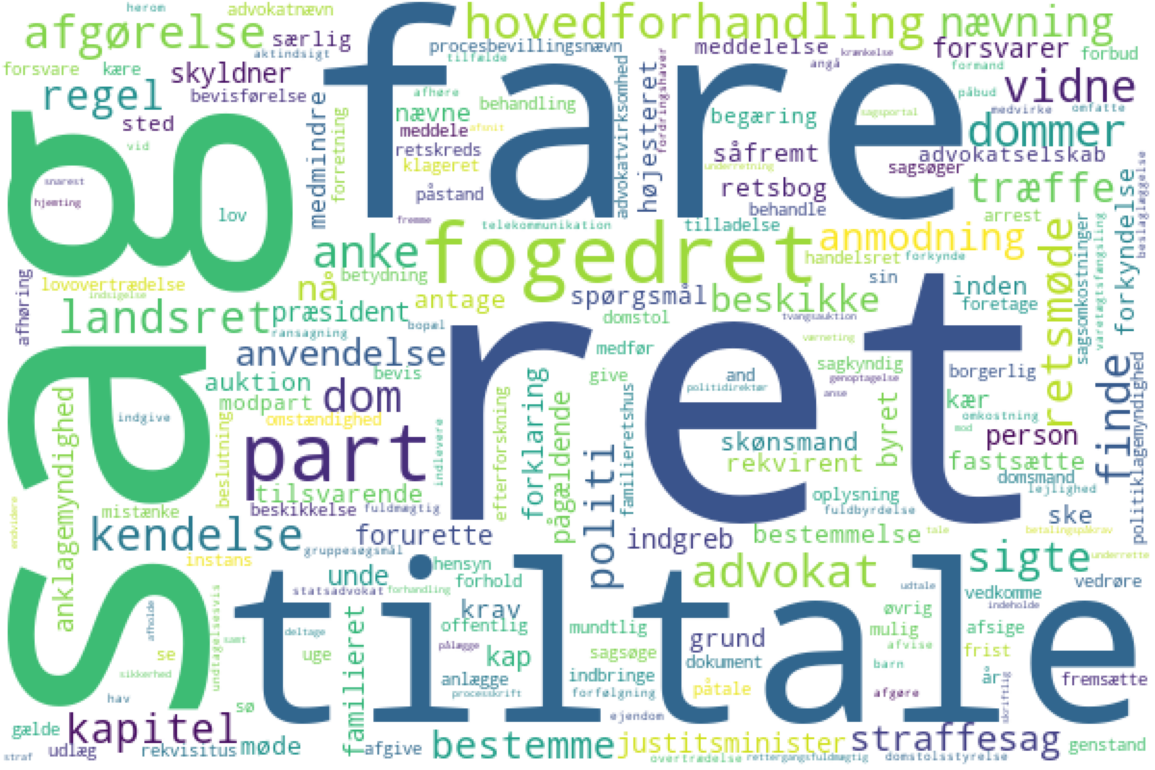 herom
advokatnævn
hovedforhandling
nævning
afgørelse
særlig
aktindsigt
fare
procesbevillingsnævn
tilfælde
meddelelse
krænkelse
angå
forsvarer
forbud
formand
forsvare
kære
skyldner
bevisførelse
regel
sted
vid
medmindre
forretning
afhøre
nævne
behandling
afsnit
meddele
retskreds
klageret
påstand
fremme
advokatvirksomhed
højesteret
fordringshaver
begæring
såfremt
underretning
retsbog
behandle
sagsportal
vidne
påbud
medvirke
omfatte
dommer
advokatselskab
sagsøger
træffe
snarest
hjemting
lov
sag
telekommunikation
tilladelse
arrest
forkyndelse
beslaglæggelse
anke
fogedret
anmodning
handelsret
forkynde
retsmøde
sagsomkostninger
varetægtsfængsling
afhøring
lovovertrædelse
indsigelse
betydning
nå
antage
spørgsmål
beskikke
sin
inden
foretage
landsret
præsident
ransagning
bopæl
domstol
tvangsauktion
værneting
ret
anvendelse
bevis
medfør
sagkyndig
borgerlig
auktion
modpart
dom
give
and
politidirektør
genoptagelse
anse
kær
omkostning
mod
finde
politiklagemyndighed
anklagemyndighed
indgive
omstændighed
beslutning
part
indlevere
efterforskning
forklaring
pågældende
familieretshus
skønsmand
rekvirent
byret
person
fastsætte
domsmand
lejlighed
endvidere
mistænke
tilsvarende
beskikkelse
fuldmægtig
politi
oplysning
fuldbyrdelse
ske
kendelse
gruppesøgsmål
forurette
indgreb
bestemmelse
tale
betalingspåkrav
underrette
instans
hensyn
unde
statsadvokat
forhandling
forhold
advokat
sigte
vedrøre
udtale
vedkomme
indeholde
tiltale
undtagelsesvis
afholde
samt
deltage
se
sikkerhed
uge
familieret
krav
offentlig
pålægge
kap
anlægge
processkrift
mundtlig
sagsøge
indbringe
forfølgning
ejendom
grund
dokument
påtale
øvrig
mulig
afvise
barn
afgøre
afsige
frist
år
skriftlig
fremsætte
hav
sø
gælde
kapitel
udlæg
rekvisitus
møde
afgive
bestemme
justitsminister
straffesag
genstand
straf
overtrædelse
rettergangsfuldmægtig
domstolsstyrelse